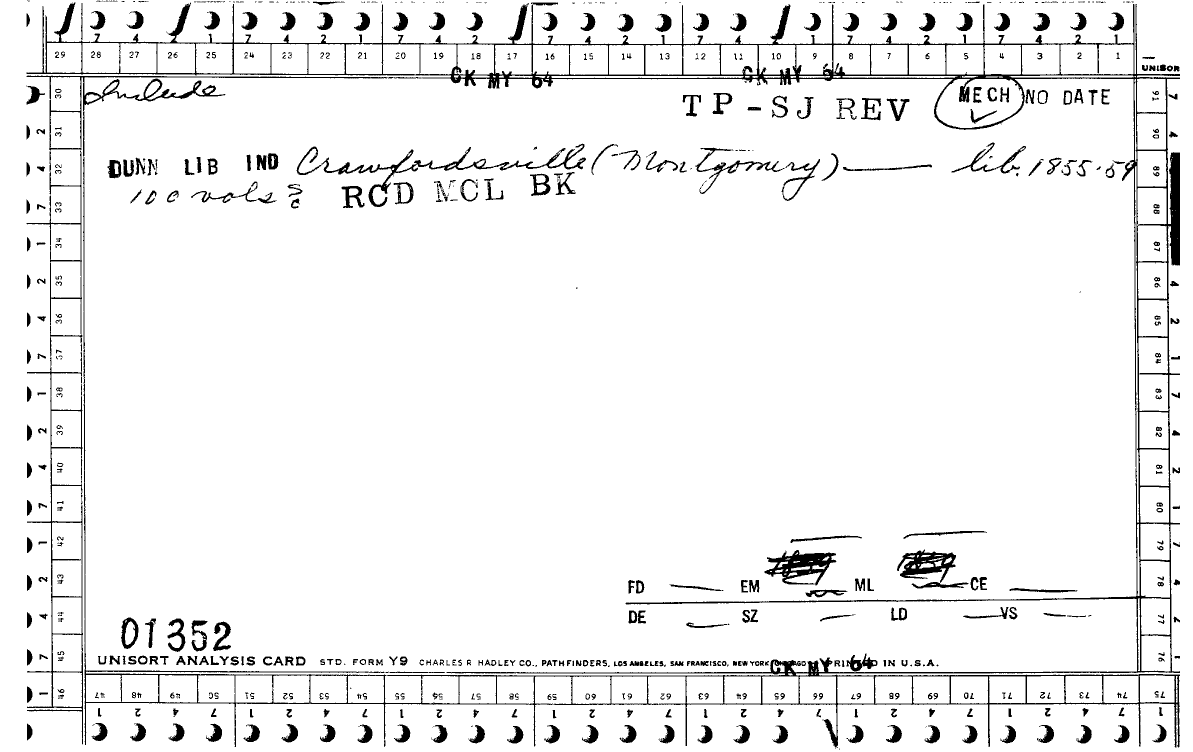 7 4 2 1 7 4 2 1 7 4 2 1 7 4 2 1 7 4 2 1 7 4 2 1
29 28 27 26 25 24 23 22 21 20 19 18 17 16 15 14 13 12 11 10 9 8 7 6 5 4 3 2 1
CK MY 64 CK MY 64 UNISOR
Include TP-SJ REV MECH NO DATE
DUNN LIB IND Crawfordsville (Montgomery) — lib. 1855-59
100 vols RCD MCL BK
30 31 32 33 34 35 36 37 38 39 40 41 42 43 44 45 46
91 90 89 88 87 86 85 84 83 82 81 80 79 78 77 76 75
FD — EM ML CE —
DE — SZ — LD — VS —
01352
UNISORT ANALYSIS CARD STD. FORM Y9 CHARLES R HADLEY CO., PATHFINDERS, LOS ANGELES, SAN FRANCISCO, NEW YORK PRINTED IN U.S.A.
CK MY 64
47 48 49 50 51 52 53 54 55 56 57 58 59 60 61 62 63 64 65 66 67 68 69 70 71 72 73 74 75
1 2 4 7 1 2 4 7 1 2 4 7 1 2 4 7 1 2 4 7 1 2 4 7 1 2 4 7 1